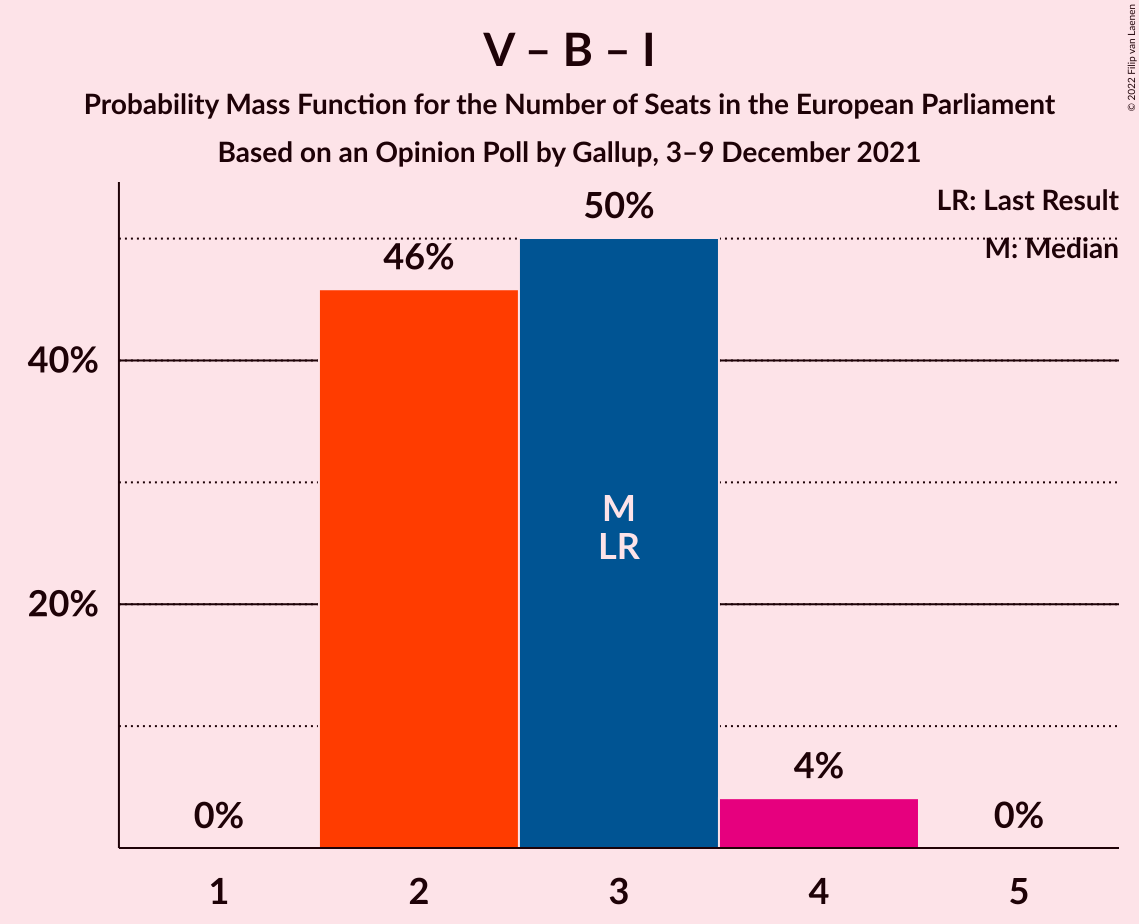 V – B – I
Probability Mass Function for the Number of Seats in the European Parliament
Based on an Opinion Poll by Gallup, 3–9 December 2021
© 2022 Filip van Laenen
LR: Last Result
M: Median
50%
46%
40%
M
LR
20%
4%
0%
0%
1
2
3
4
5